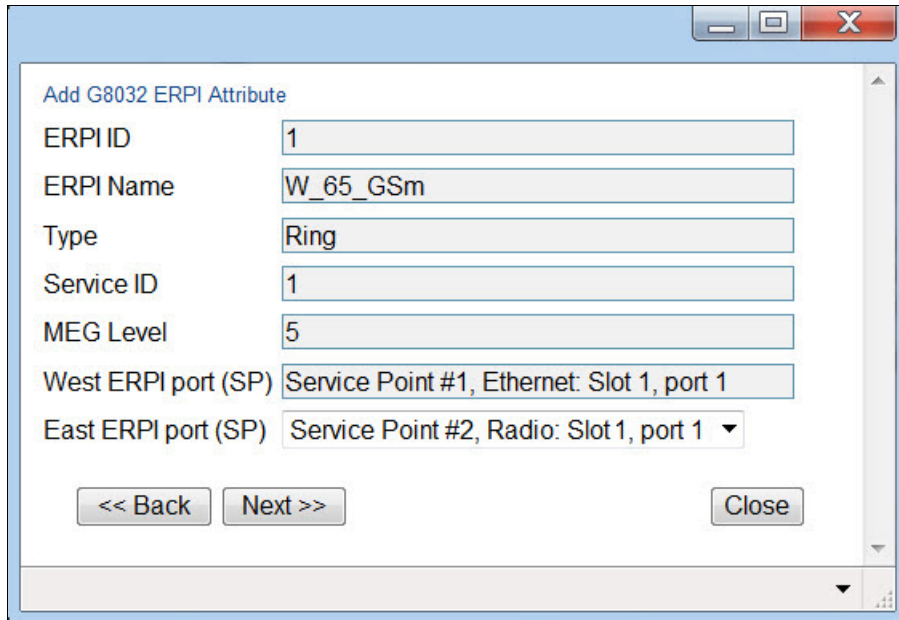 Add G8032 ERPI Attribute
ERPI ID 1
ERPI Name W_65_GSm
Type Ring
Service ID 1
MEG Level 5
West ERPI port (SP) Service Point #1, Ethernet: Slot 1, port 1
East ERPI port (SP) Service Point #2, Radio: Slot 1, port 1
<< Back Next >> Close